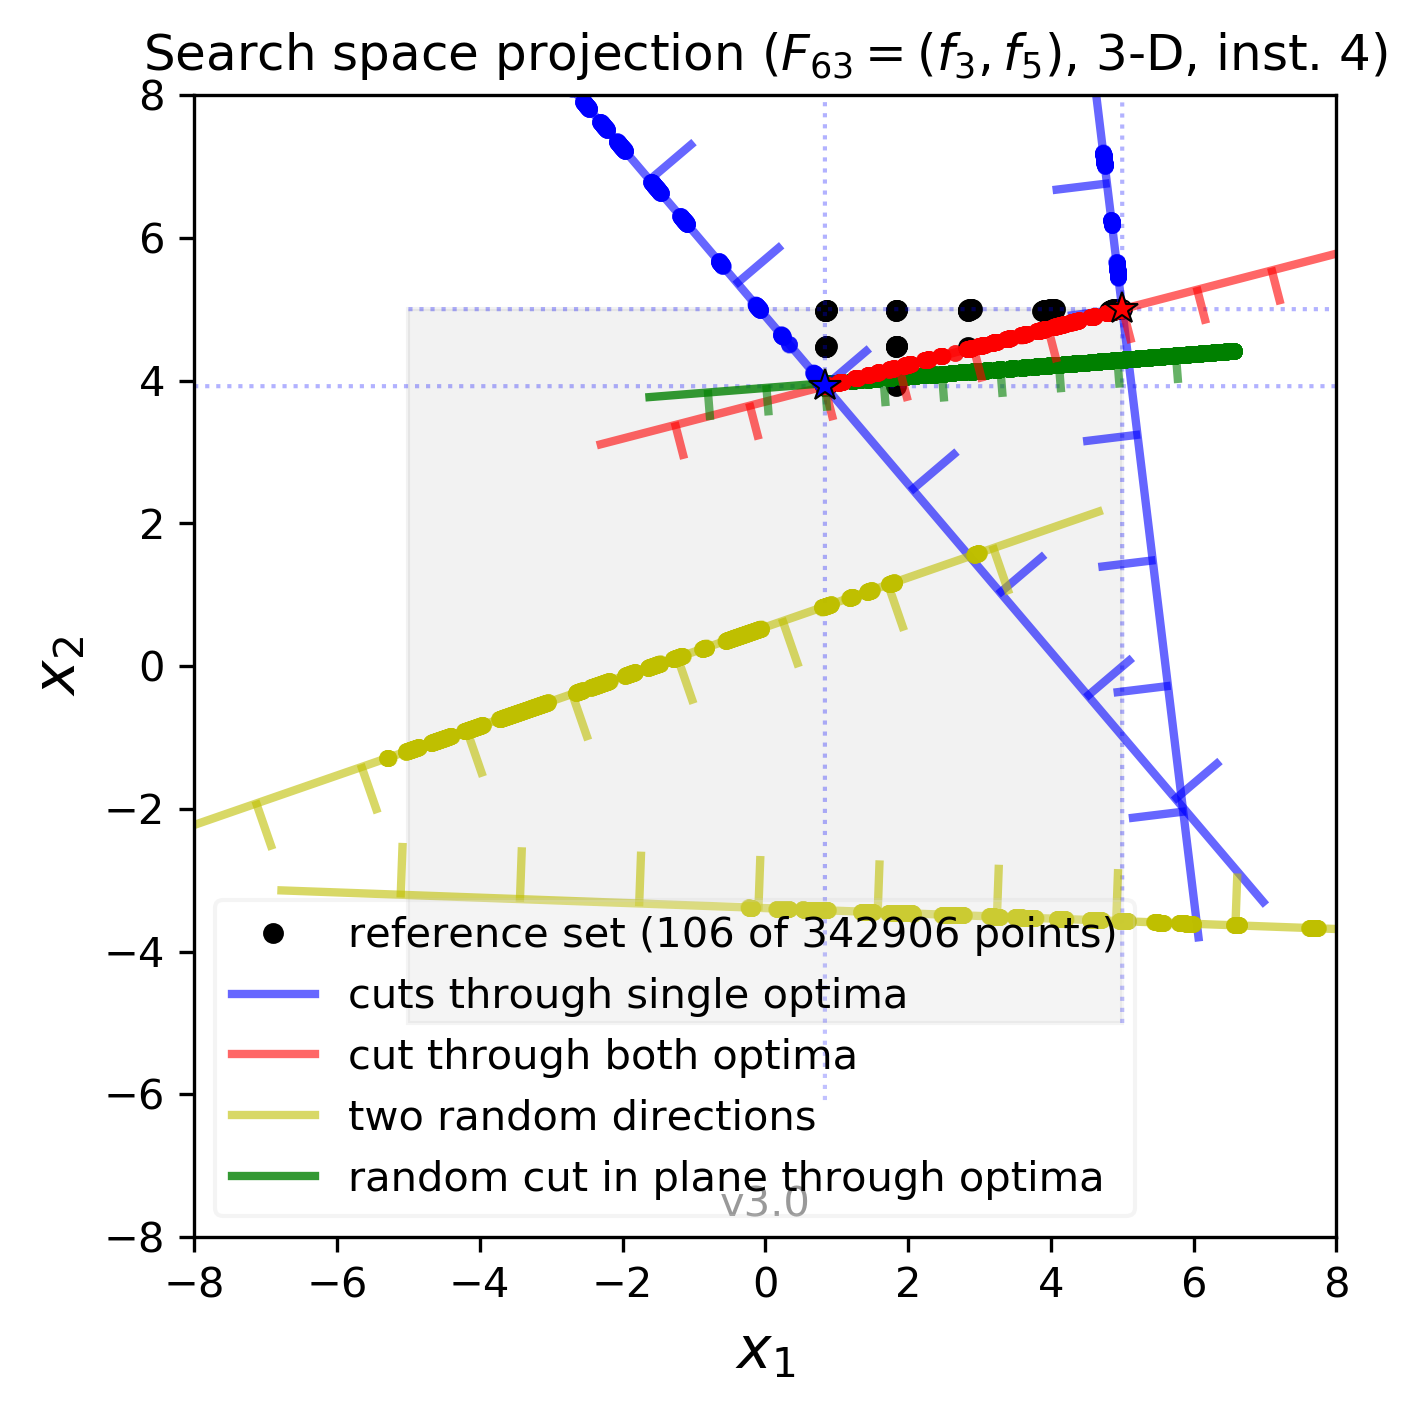 Search space projection (F63 = (f3, f5), 3-D, inst. 4)
8
6
4
2
0
−2
−4
−6
−8
x2
reference set (106 of 342906 points)
cuts through single optima
cut through both optima
two random directions
random cut in plane through optima
v3.0
−8 −6 −4 −2 0 2 4 6 8
x1